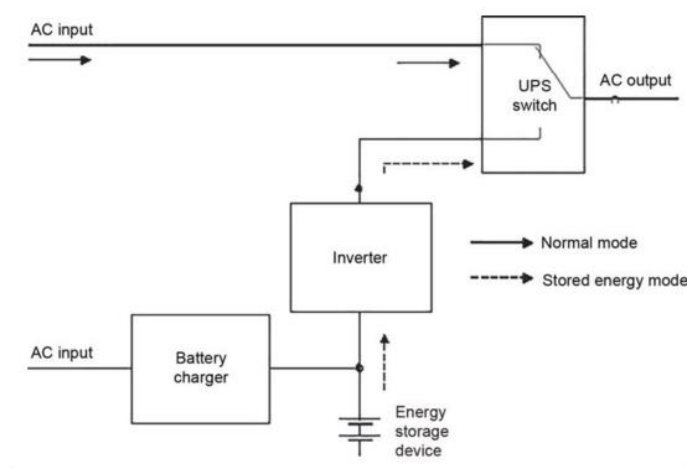 AC input
UPS
switch
AC output
Inverter
Normal mode
Stored energy mode
AC input
Battery
charger
Energy
storage
device